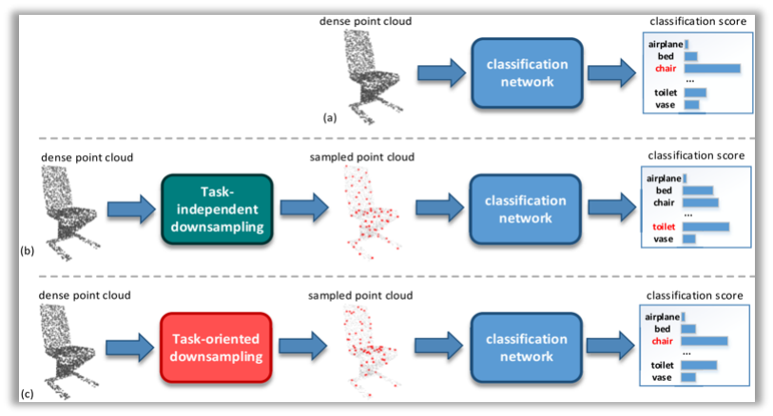 dense point cloud
classification score
classification
network
airplane
bed
chair
...
toilet
vase
(a)
dense point cloud
sampled point cloud
classification score
Task-
independent
downsampling
classification
network
airplane
bed
chair
...
toilet
vase
(b)
dense point cloud
sampled point cloud
classification score
Task-oriented
downsampling
classification
network
airplane
bed
chair
...
toilet
vase
(c)